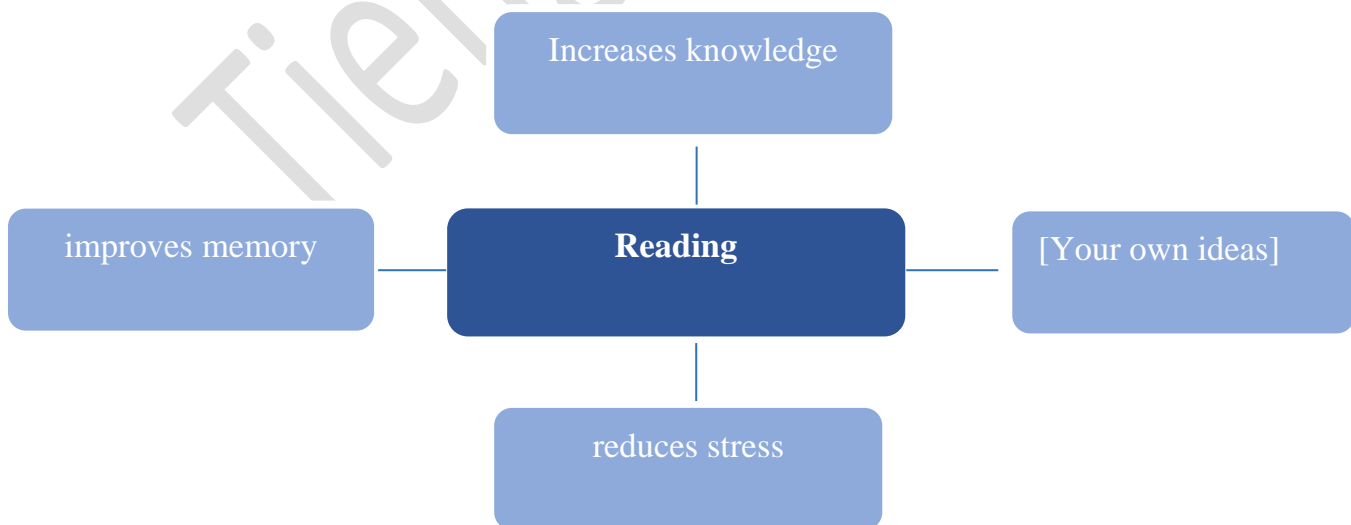 Increases knowledge
improves memory
Reading
[Your own ideas]
reduces stress